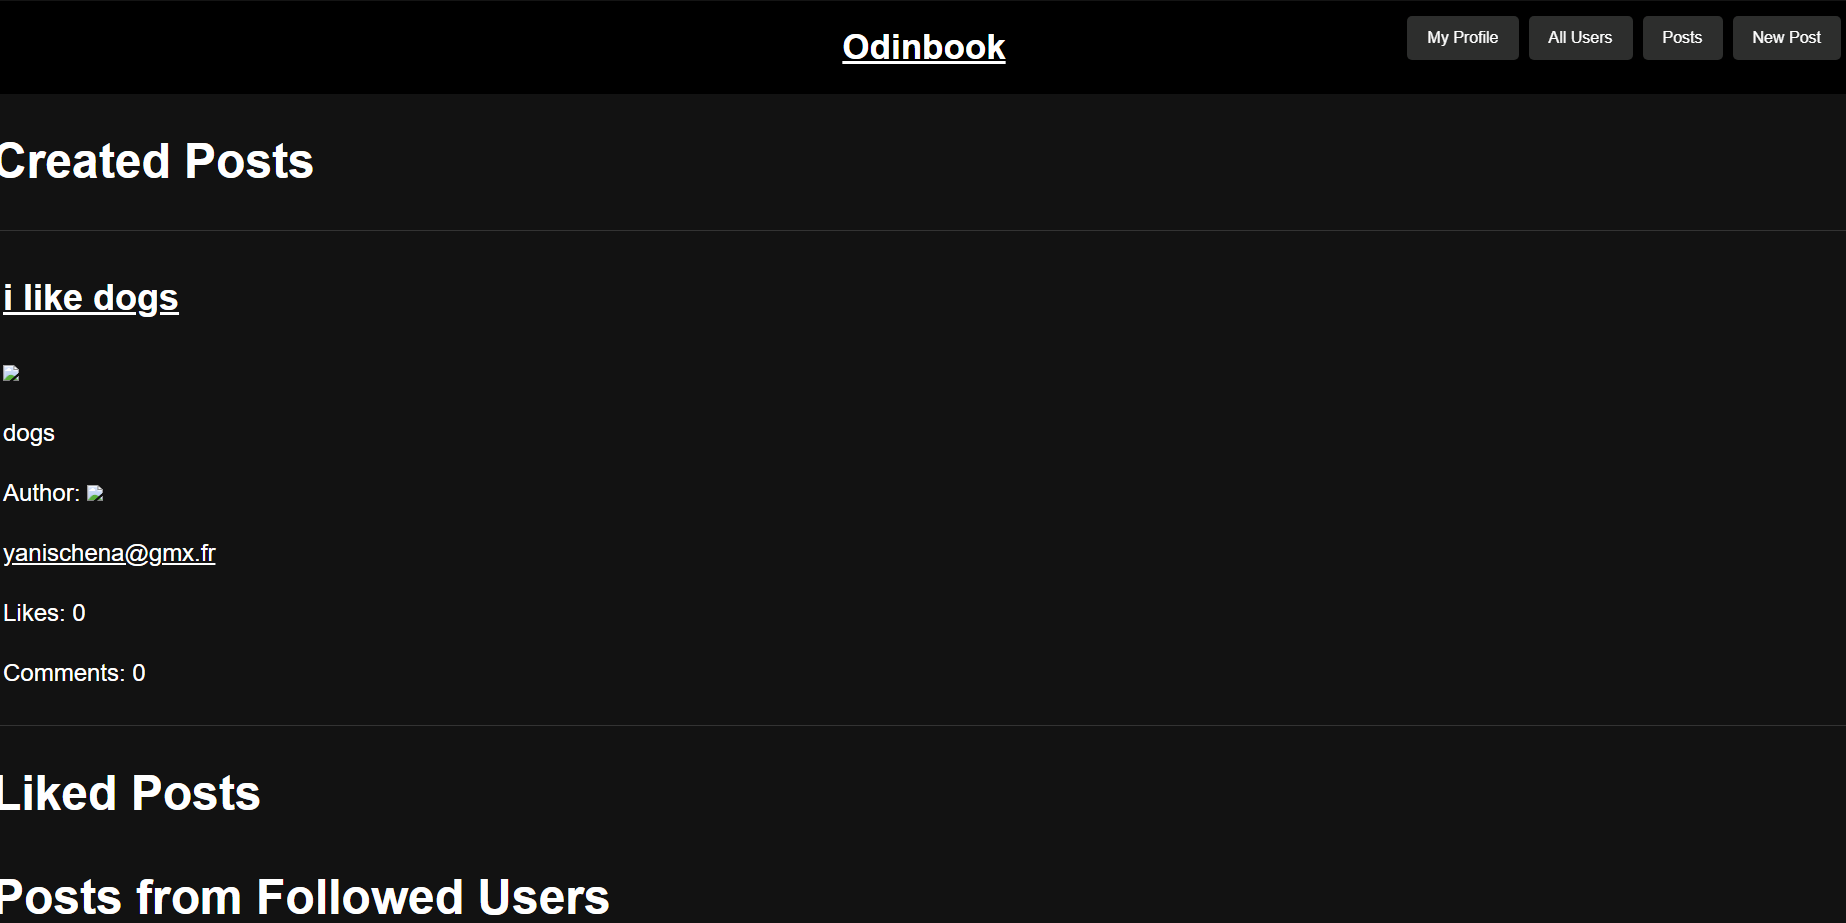 Odinbook
My Profile
All Users
Posts
New Post
Created Posts
i like dogs
dogs
Author:
yanischena@gmx.fr
Likes: 0
Comments: 0
Liked Posts
Posts from Followed Users